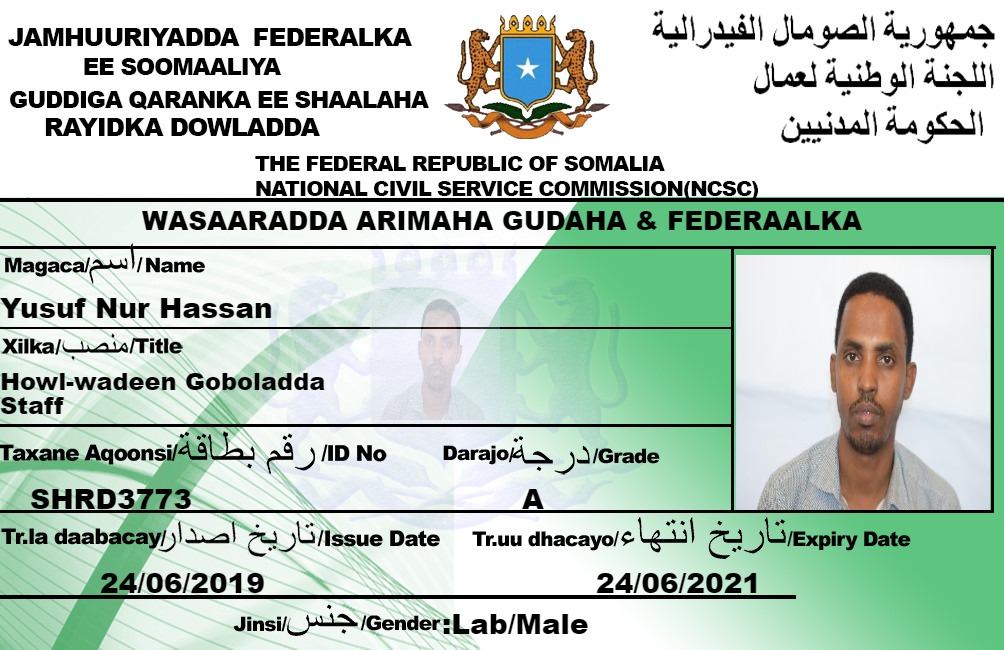 JAMHUURIYADDA FEDERALKA
EE SOOMAALIYA
GUDDIGA QARANKA EE SHAALAHA
RAYIDKA DOWLADDA
جمهورية الصومال الفيدرالية
اللجنة الوطنية لعمال
الحكومة المدنيين
THE FEDERAL REPUBLIC OF SOMALIA
NATIONAL CIVIL SERVICE COMMISSION(NCSC)
WASAARADDA ARIMAHA GUDAHA & FEDERAALKA
Magaca/اسم/Name
Yusuf Nur Hassan
Xilka/منصب/Title
Howl-wadeen Goboladda
Staff
Taxane Aqoonsi/رقم بطاقة/ID No
Darajo/درجة/Grade
SHRD3773
A
Tr.la daabacay/تاريخ اصدار/Issue Date
Tr.uu dhacayo/تاريخ انتهاء/Expiry Date
24/06/2019
24/06/2021
Jinsi/جنس/Gender:Lab/Male